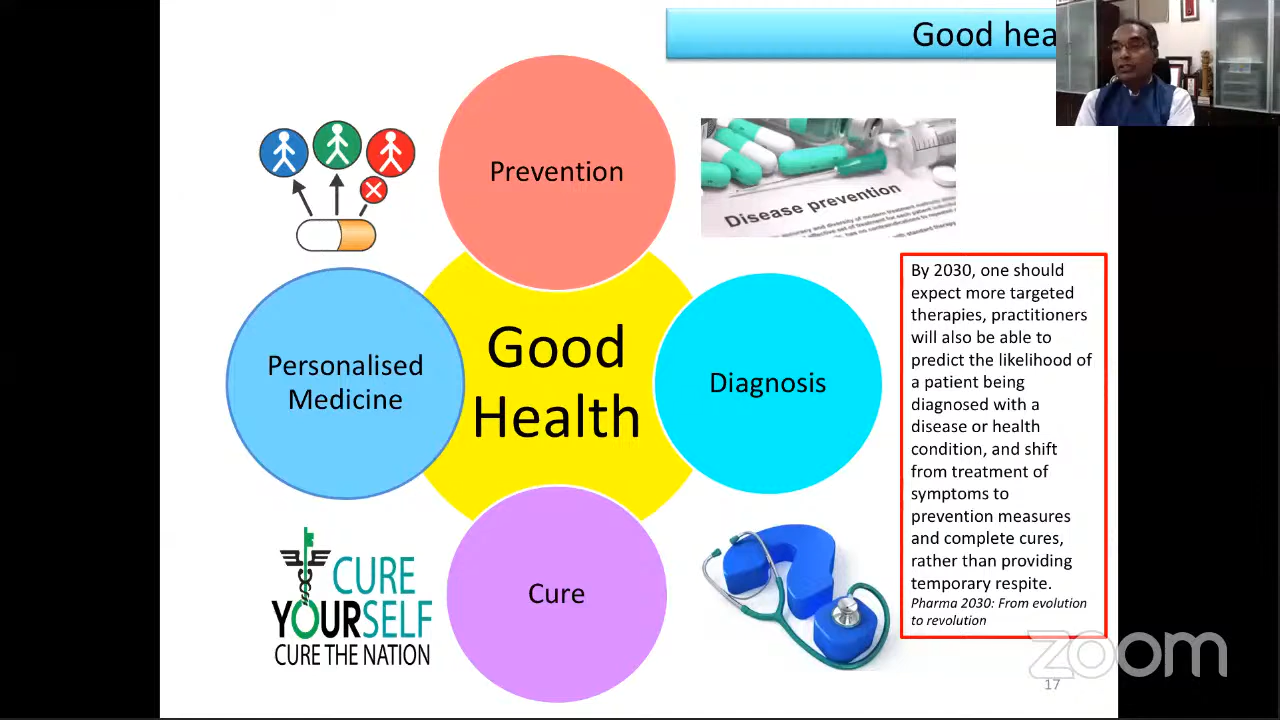 Good hea
Prevention
Disease prevention
Personalised
Medicine
Good
Health
Diagnosis
By 2030, one should
expect more targeted
therapies, practitioners
will also be able to
predict the likelihood of
a patient being
diagnosed with a
disease or health
condition, and shift
from treatment of
symptoms to
prevention measures
and complete cures,
rather than providing
temporary respite.
Pharma 2030: From evolution
to revolution
CURE
YOURSELF
CURE THE NATION
Cure
zoom
17